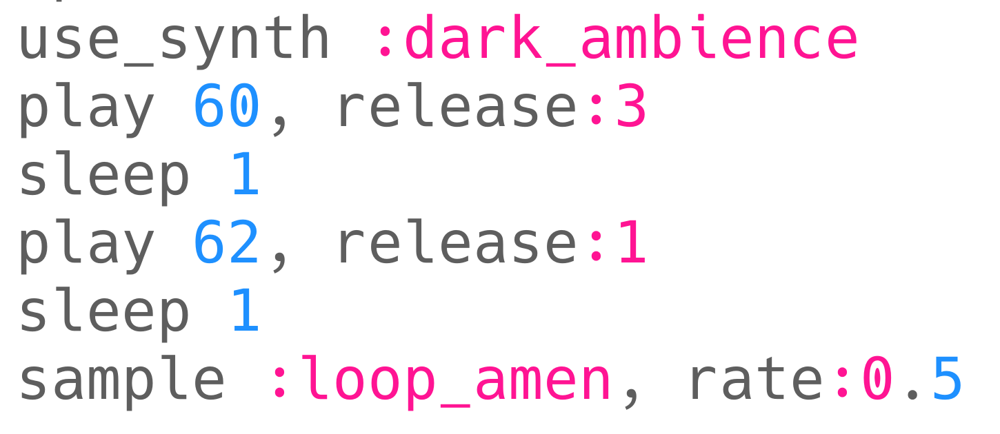 use_synth :dark_ambience
play 60, release:3
sleep 1
play 62, release:1
sleep 1
sample :loop_amen, rate:0.5